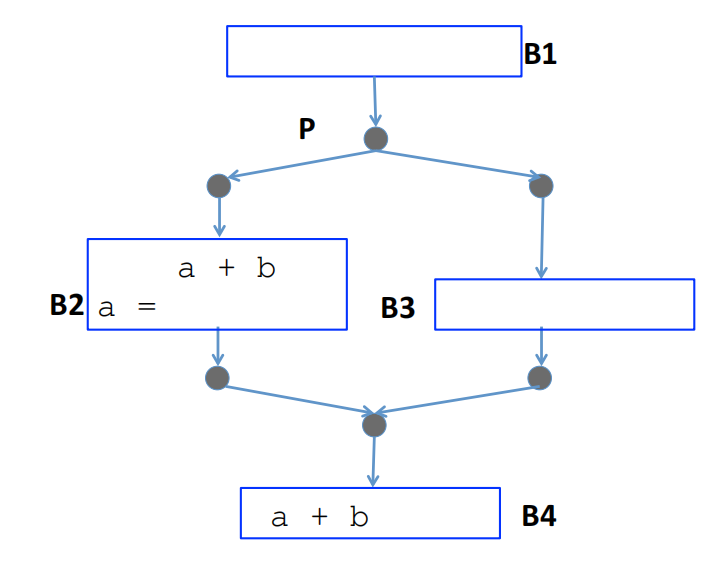 B1
P
a + b
B2 a =
B3
a + b B4